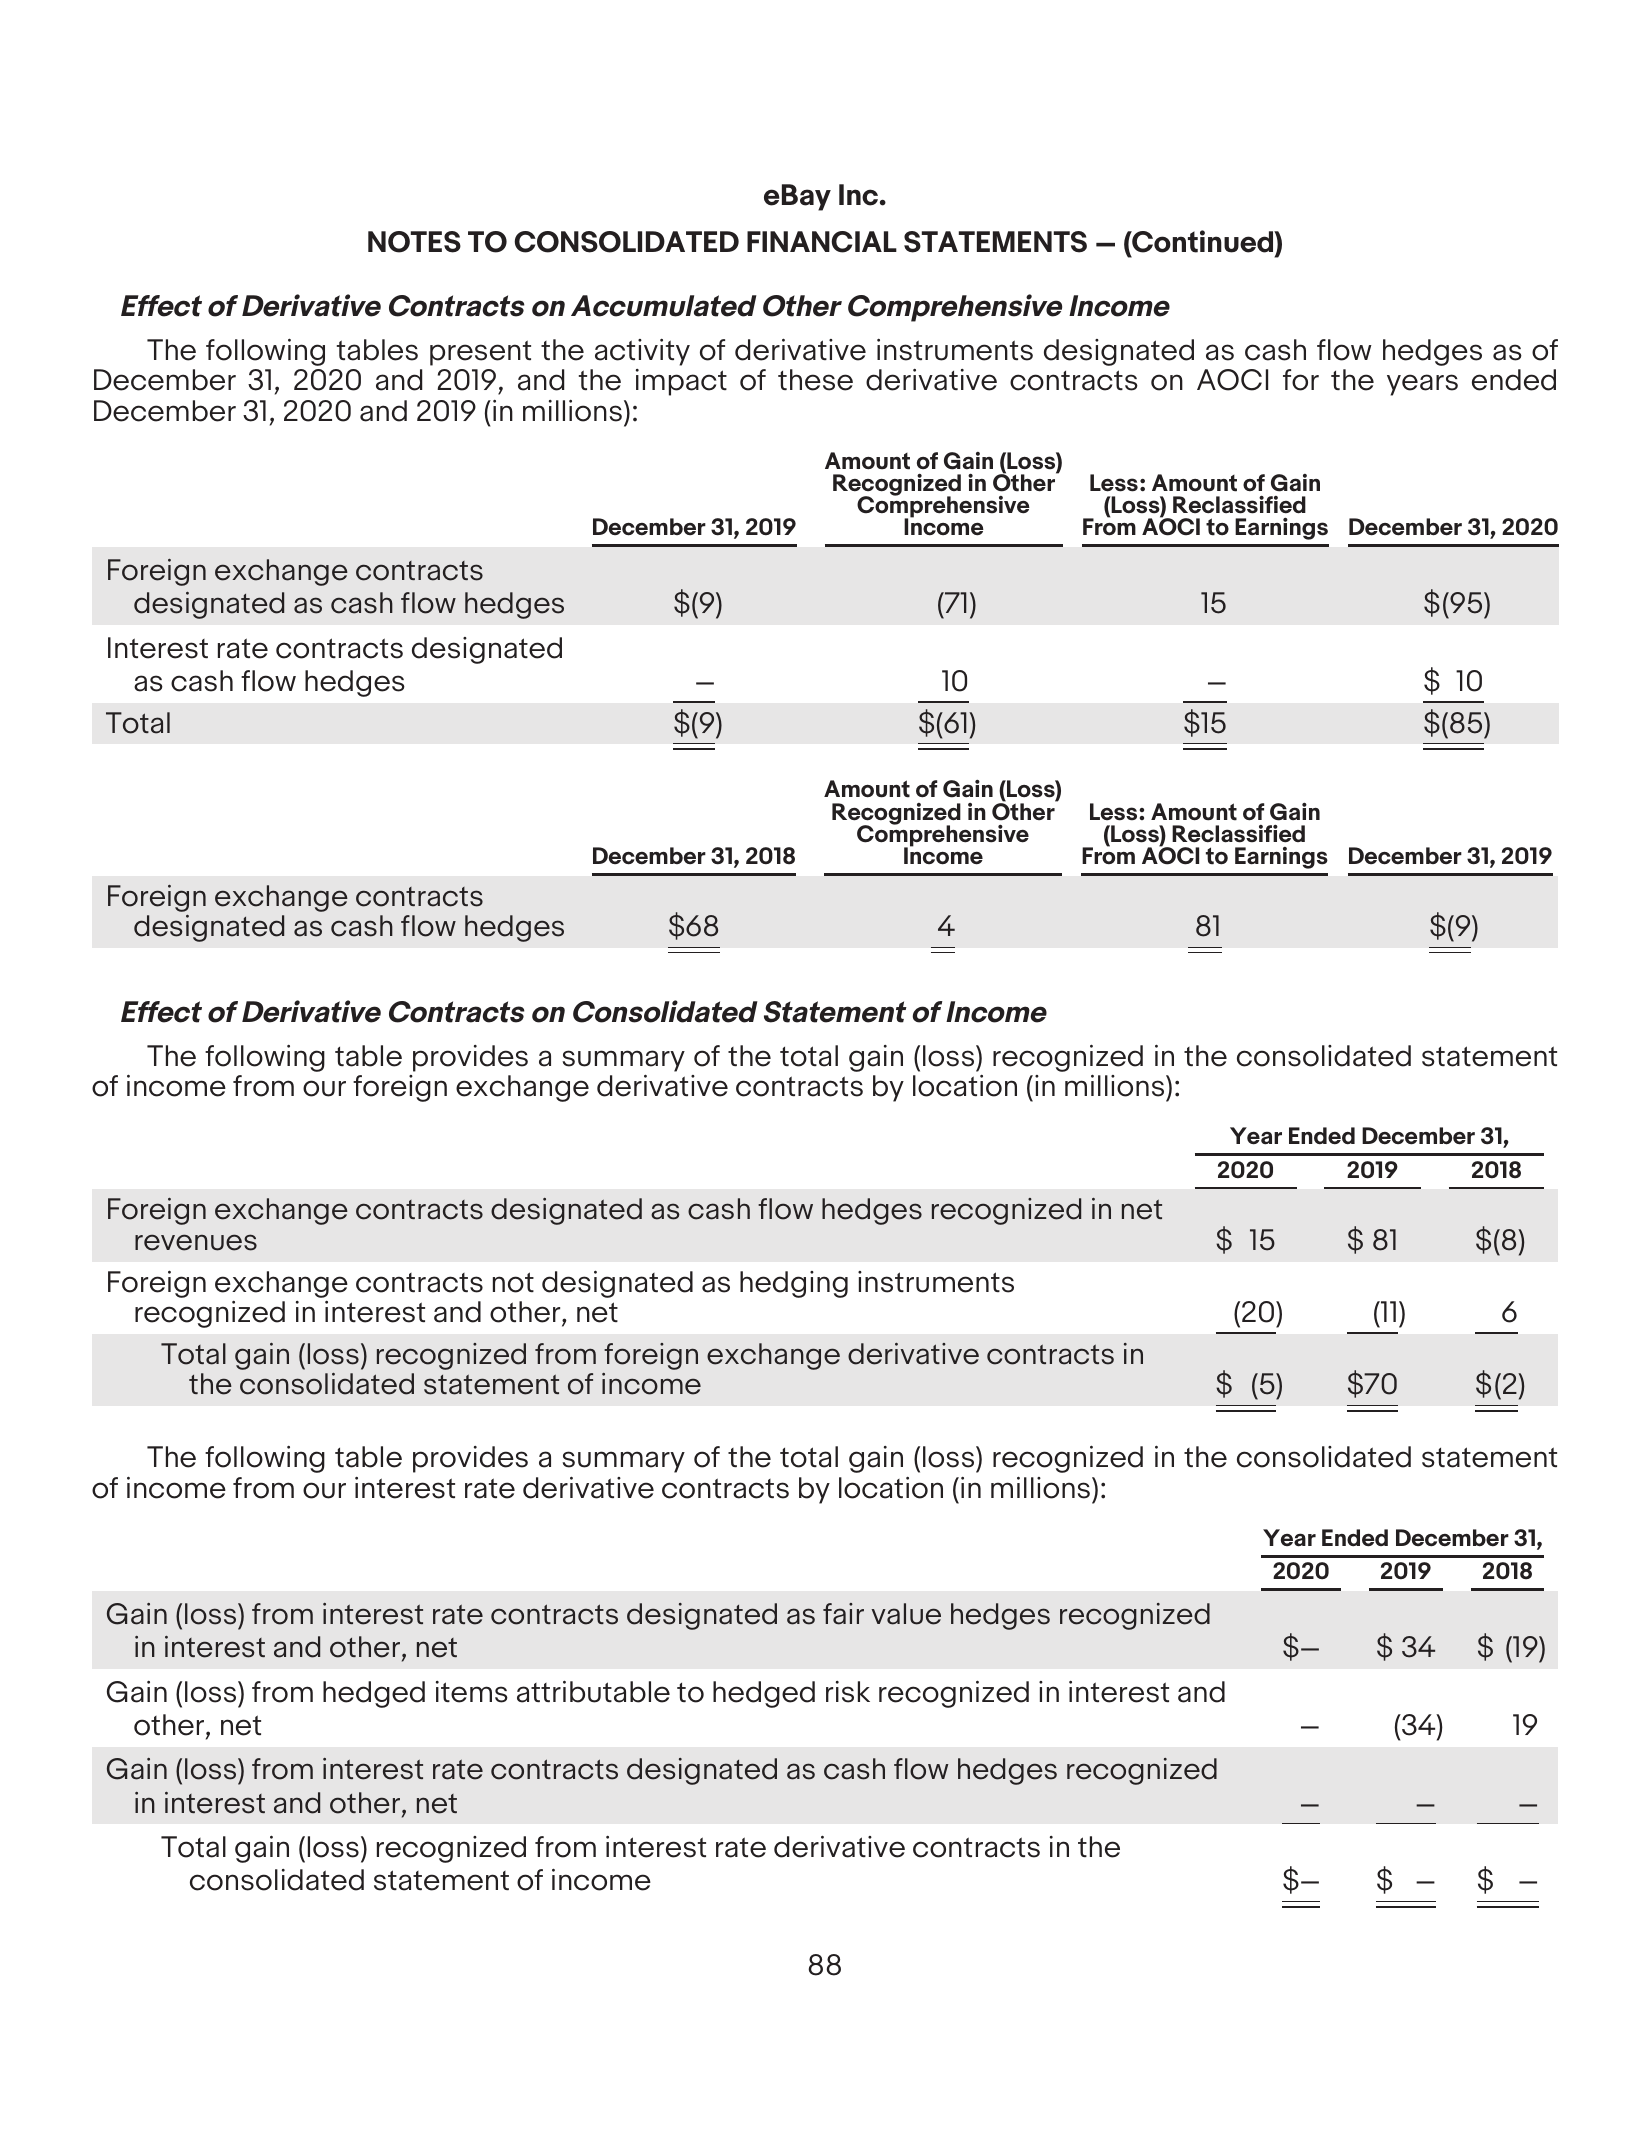 eBay Inc.
NOTES TO CONSOLIDATED FINANCIAL STATEMENTS — (Continued)
Effect of Derivative Contracts on Accumulated Other Comprehensive Income
The following tables present the activity of derivative instruments designated as cash flow hedges as of
December 31, 2020 and 2019, and the impact of these derivative contracts on AOCI for the years ended
December 31, 2020 and 2019 (in millions):
Amount of Gain (Loss)
Recognized in Other Less: Amount of Gain
Comprehensive (Loss) Reclassified
December 31, 2019 Income From AOCI to Earnings December 31, 2020
Foreign exchange contracts
designated as cash flow hedges $(9) (71) 15 $(95)
Interest rate contracts designated
as cash flow hedges — 10 — $ 10
Total $(9) $(61) $15 $(85)
Amount of Gain (Loss)
Recognized in Other Less: Amount of Gain
Comprehensive (Loss) Reclassified
December 31, 2018 Income From AOCI to Earnings December 31, 2019
Foreign exchange contracts
designated as cash flow hedges $68 4 81 $(9)
Effect of Derivative Contracts on Consolidated Statement of Income
The following table provides a summary of the total gain (loss) recognized in the consolidated statement
of income from our foreign exchange derivative contracts by location (in millions):
Year Ended December 31,
2020 2019 2018
Foreign exchange contracts designated as cash flow hedges recognized in net
revenues $ 15 $ 81 $(8)
Foreign exchange contracts not designated as hedging instruments
recognized in interest and other, net (20) (11) 6
Total gain (loss) recognized from foreign exchange derivative contracts in
the consolidated statement of income $ (5) $70 $(2)
The following table provides a summary of the total gain (loss) recognized in the consolidated statement
of income from our interest rate derivative contracts by location (in millions):
Year Ended December 31,
2020 2019 2018
Gain (loss) from interest rate contracts designated as fair value hedges recognized
in interest and other, net $— $ 34 $ (19)
Gain (loss) from hedged items attributable to hedged risk recognized in interest and
other, net — (34) 19
Gain (loss) from interest rate contracts designated as cash flow hedges recognized
in interest and other, net — — —
Total gain (loss) recognized from interest rate derivative contracts in the
consolidated statement of income $— $ — $ —
88